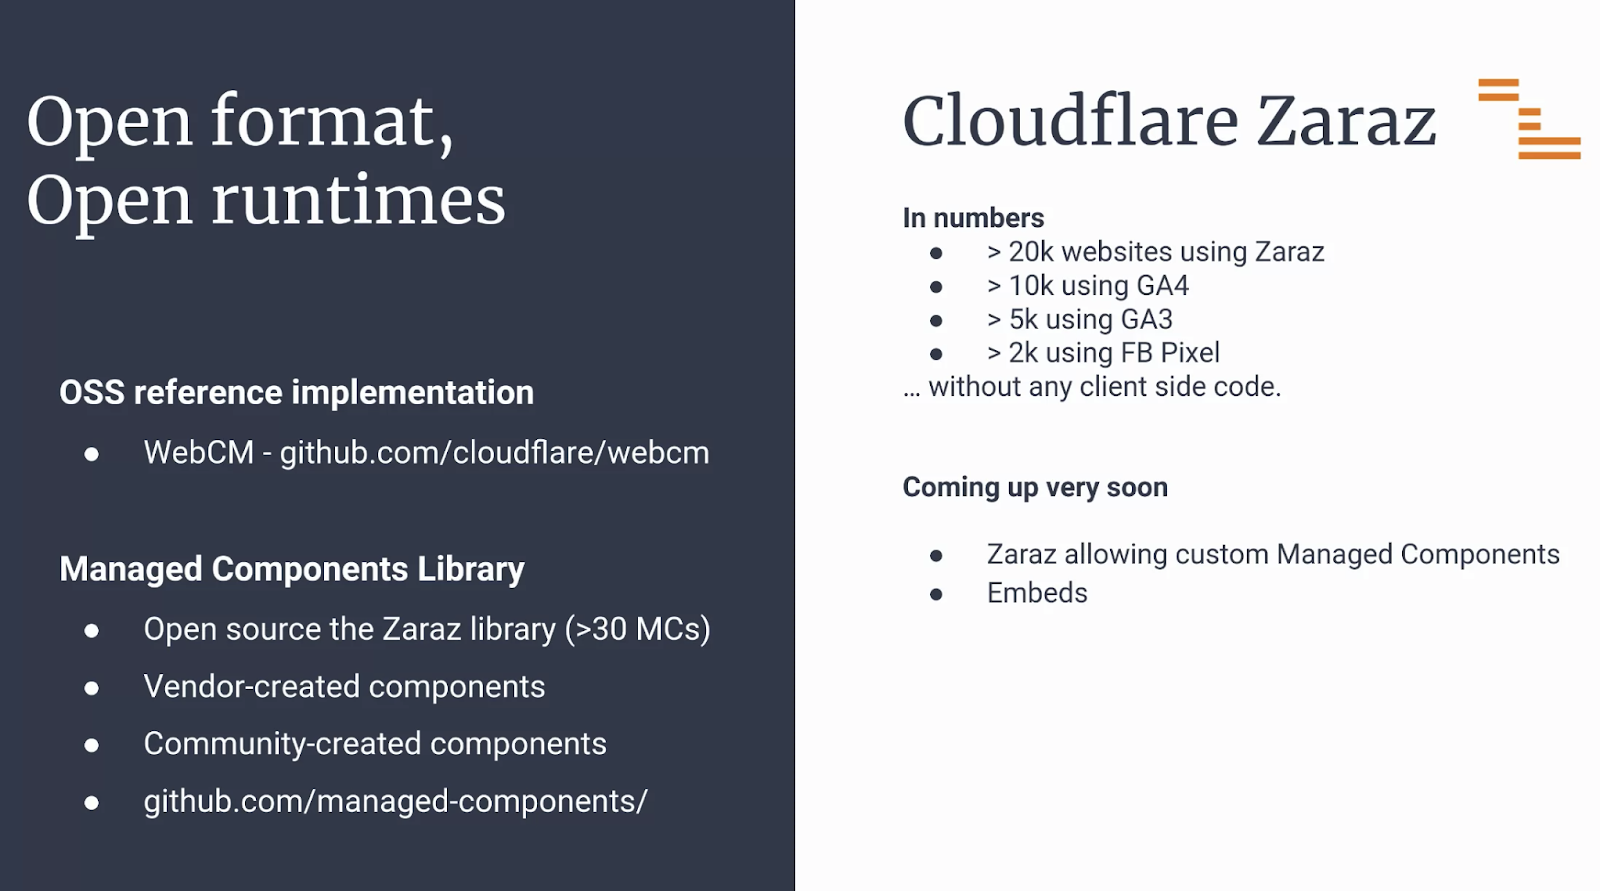 Open format,
Open runtimes
OSS reference implementation
● WebCM - github.com/cloudflare/webcm
Managed Components Library
● Open source the Zaraz library (>30 MCs)
● Vendor-created components
● Community-created components
● github.com/managed-components/
Cloudflare Zaraz
In numbers
● > 20k websites using Zaraz
● > 10k using GA4
● > 5k using GA3
● > 2k using FB Pixel
... without any client side code.
Coming up very soon
● Zaraz allowing custom Managed Components
● Embeds